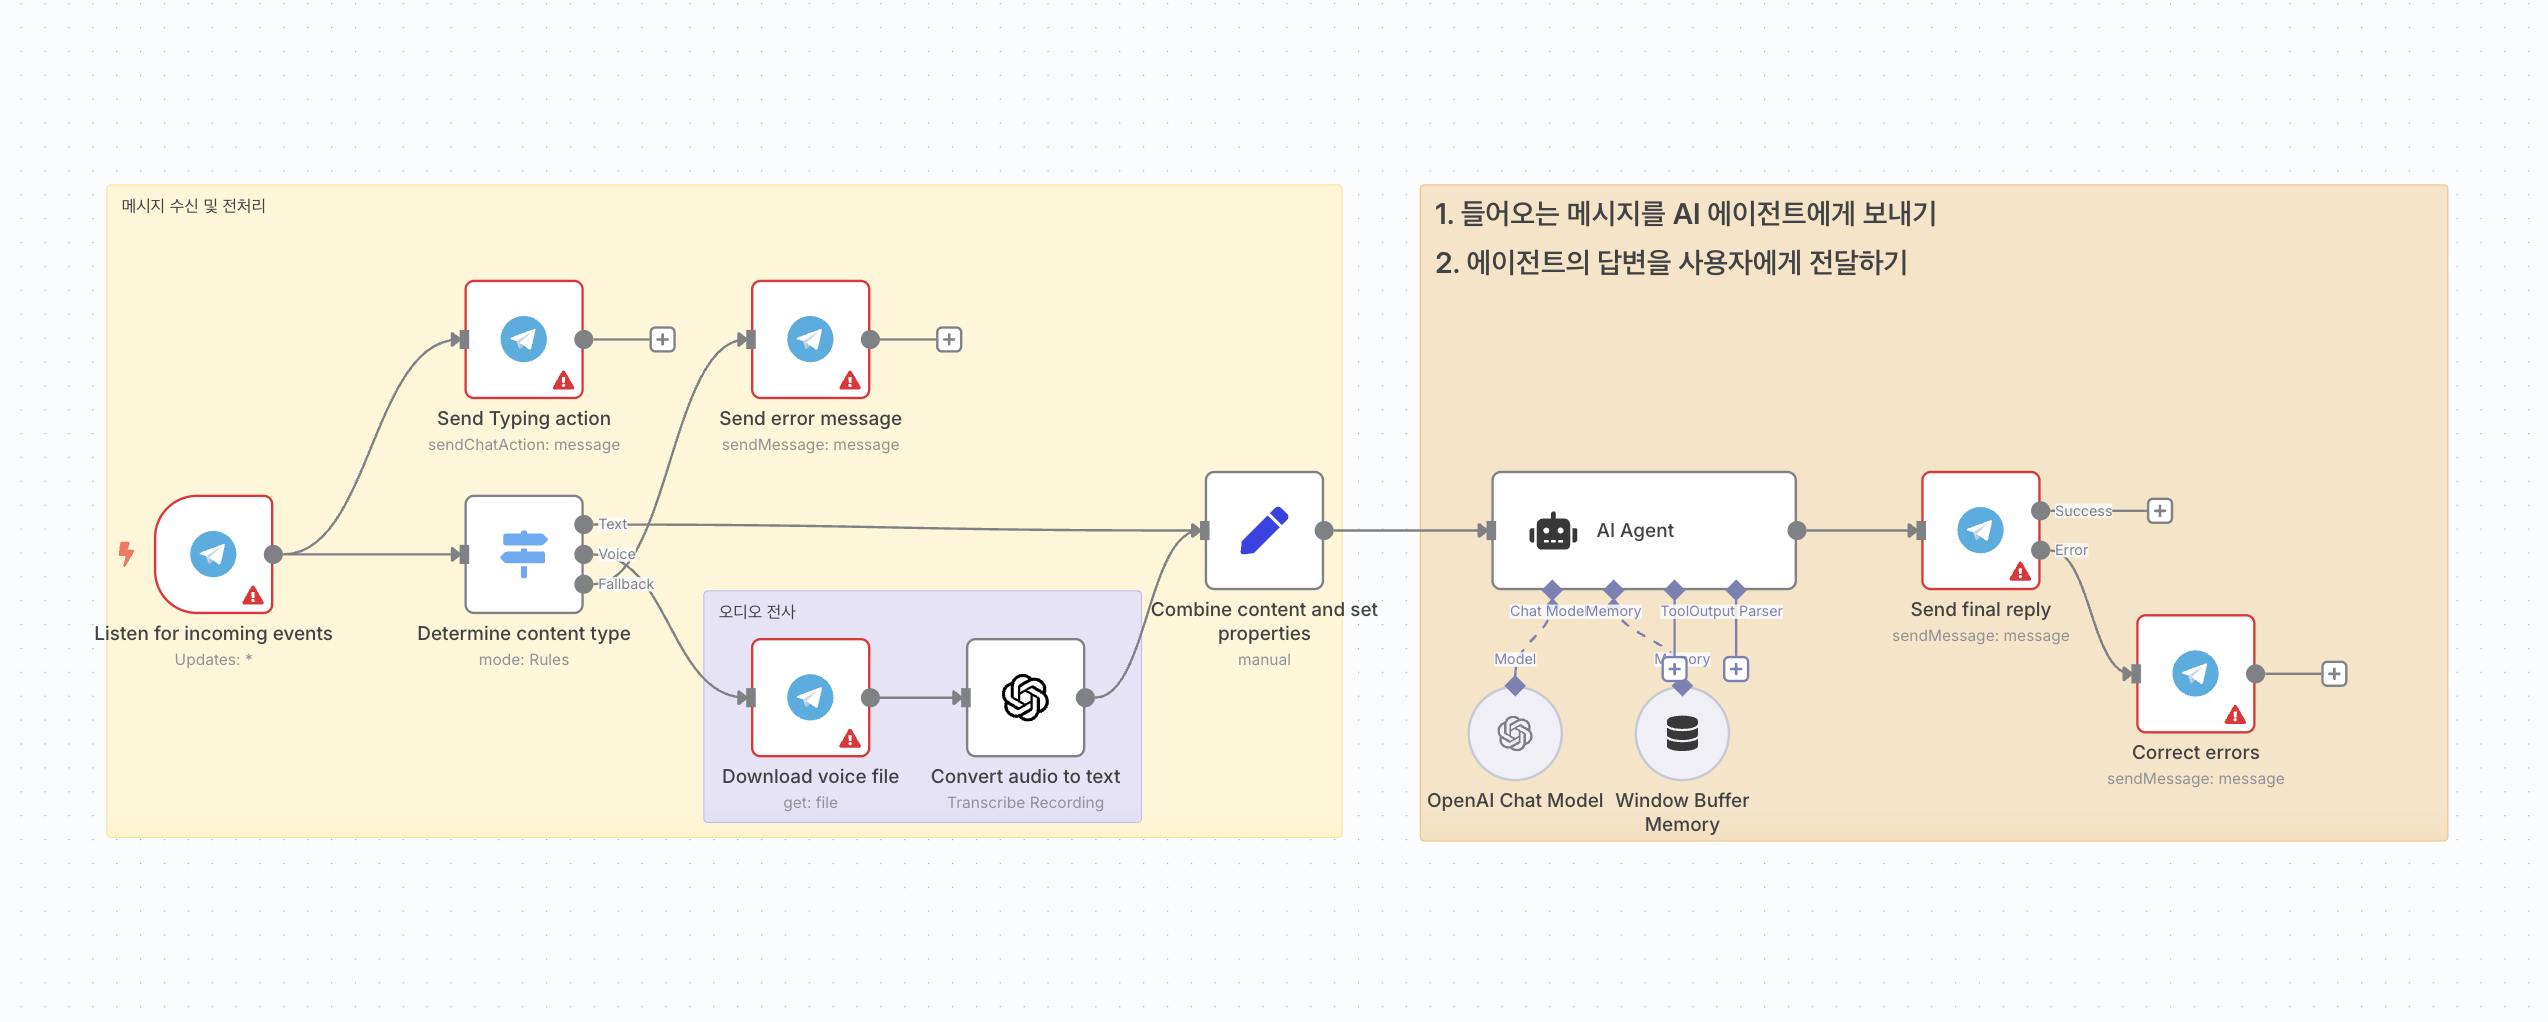 메시지 수신 및 전처리
Send Typing action
sendChatAction: message
Send error message
sendMessage: message
Listen for incoming events
Updates: *
Determine content type
mode: Rules
Text
Voice
Fallback
오디오 전사
Download voice file
get: file
Convert audio to text
Transcribe Recording
Combine content and set
properties
manual
1. 들어오는 메시지를 AI 에이전트에게 보내기
2. 에이전트의 답변을 사용자에게 전달하기
AI Agent
Chat Model
Memory
Tool
Output Parser
Model
OpenAI Chat Model
Window Buffer
Memory
Success
Error
Send final reply
sendMessage: message
Correct errors
sendMessage: message